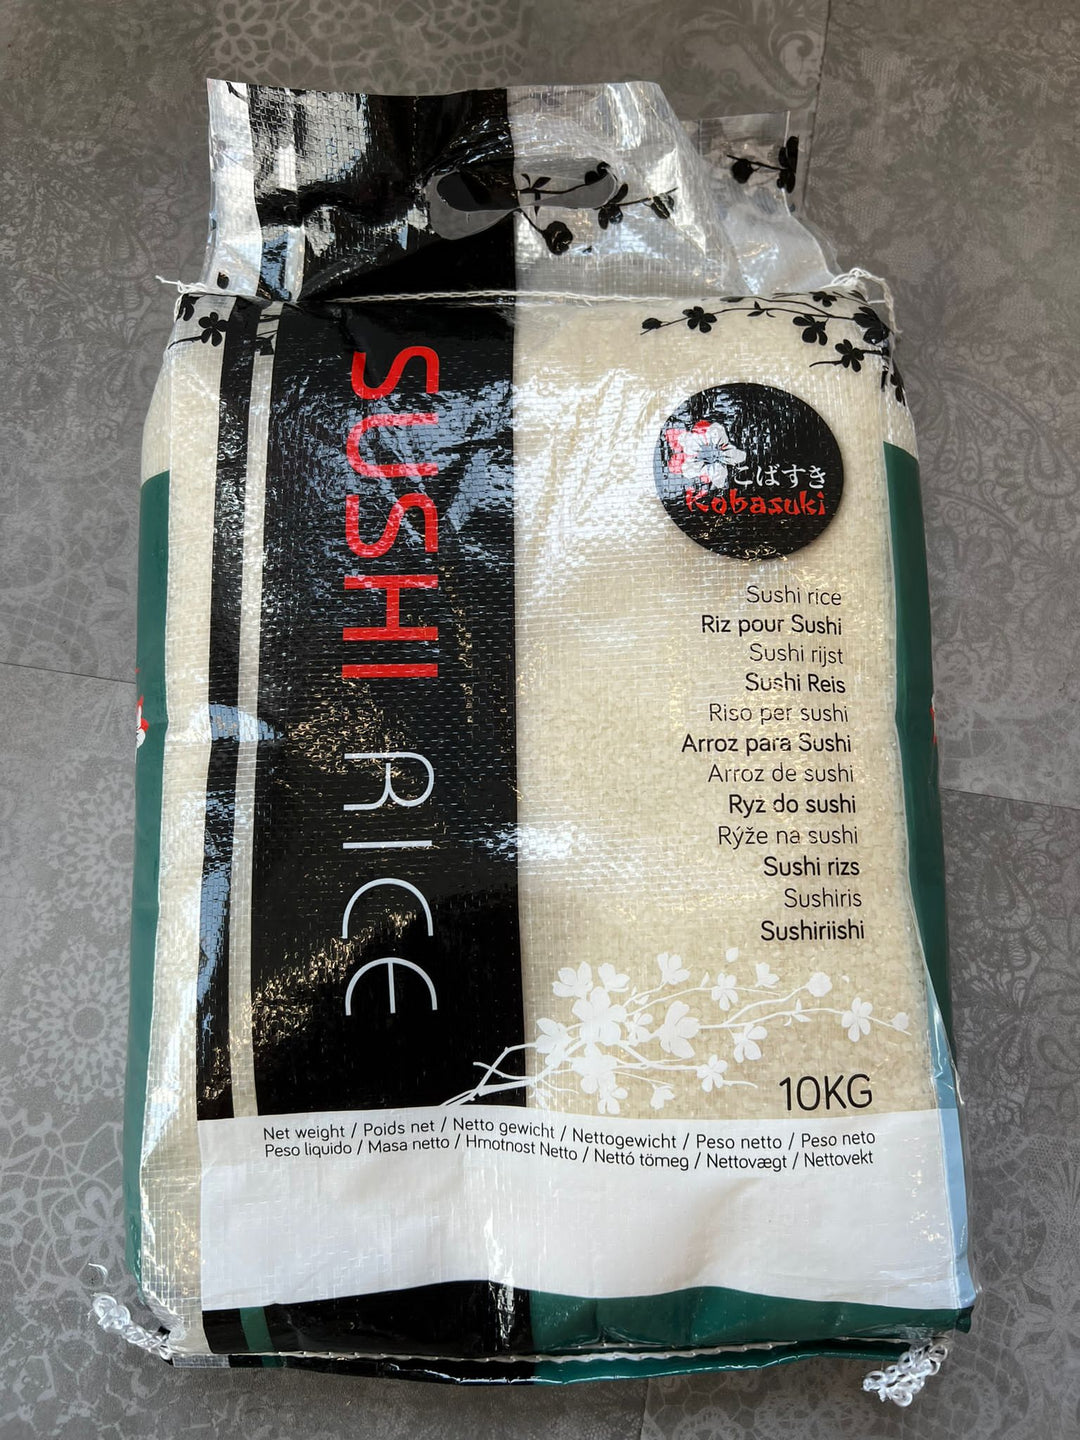 SUSHI RICE
こばすき
Kobasuki
Sushi rice
Riz pour Sushi
Sushi rijst
Sushi Reis
Riso per sushi
Arroz para Sushi
Arroz de sushi
Ryż do sushi
Rýže na sushi
Sushi rizs
Sushiris
Sushiriishi
10KG
Net weight / Poids net / Netto gewicht / Nettogewicht / Peso netto / Peso neto
Peso liquido / Masa netto / Hmotnost Netto / Nettó tömeg / Nettovægt / Nettovekt